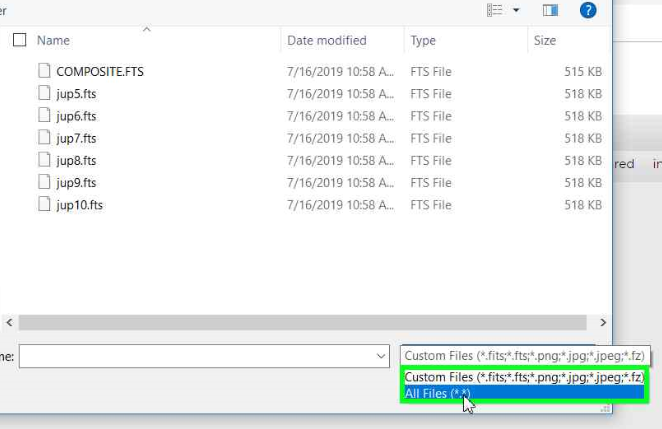 er
?
Name Date modified Type Size
COMPOSITE.FTS 7/16/2019 10:58 A... FTS File 515 KB
jup5.fts 7/16/2019 10:58 A... FTS File 518 KB
jup6.fts 7/16/2019 10:58 A... FTS File 518 KB
jup7.fts 7/16/2019 10:58 A... FTS File 518 KB
jup8.fts 7/16/2019 10:58 A... FTS File 518 KB
jup9.fts 7/16/2019 10:58 A... FTS File 518 KB
jup10.fts 7/16/2019 10:58 A... FTS File 518 KB
red in
me:
Custom Files (*.fits;*.fts;*.png;*.jpg;*.jpeg;*.fz)
Custom Files (*.fits;*.fts;*.png;*.jpg;*.jpeg;*.fz)
All Files (*.*)